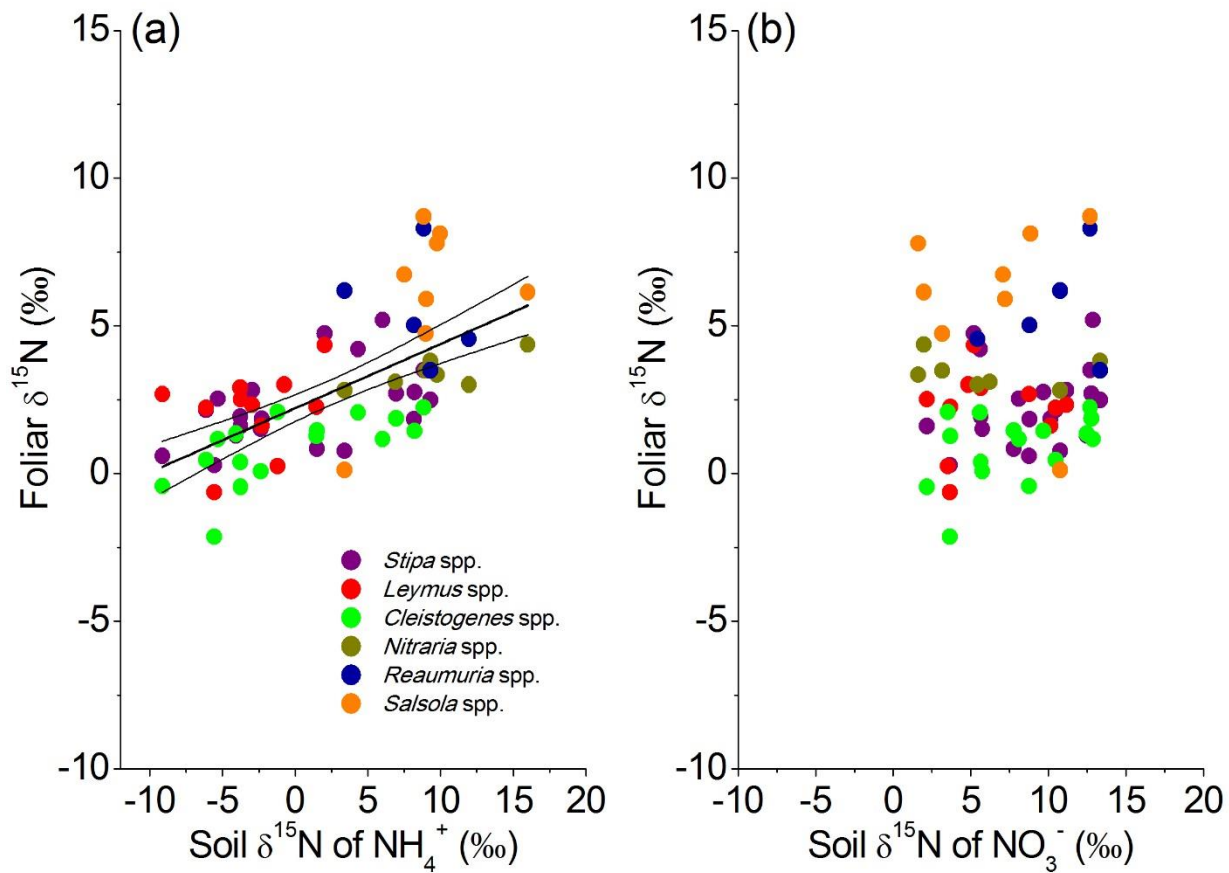 (a)
15
10
5
0
-5
-10
Foliar δ¹⁵N (‰)
-10 -5 0 5 10 15 20
Soil δ¹⁵N of NH₄⁺ (‰)
Stipa spp.
Leymus spp.
Cleistogenes spp.
Nitraria spp.
Reaumuria spp.
Salsola spp.
(b)
15
10
5
0
-5
-10
Foliar δ¹⁵N (‰)
-10 -5 0 5 10 15 20
Soil δ¹⁵N of NO₃⁻ (‰)